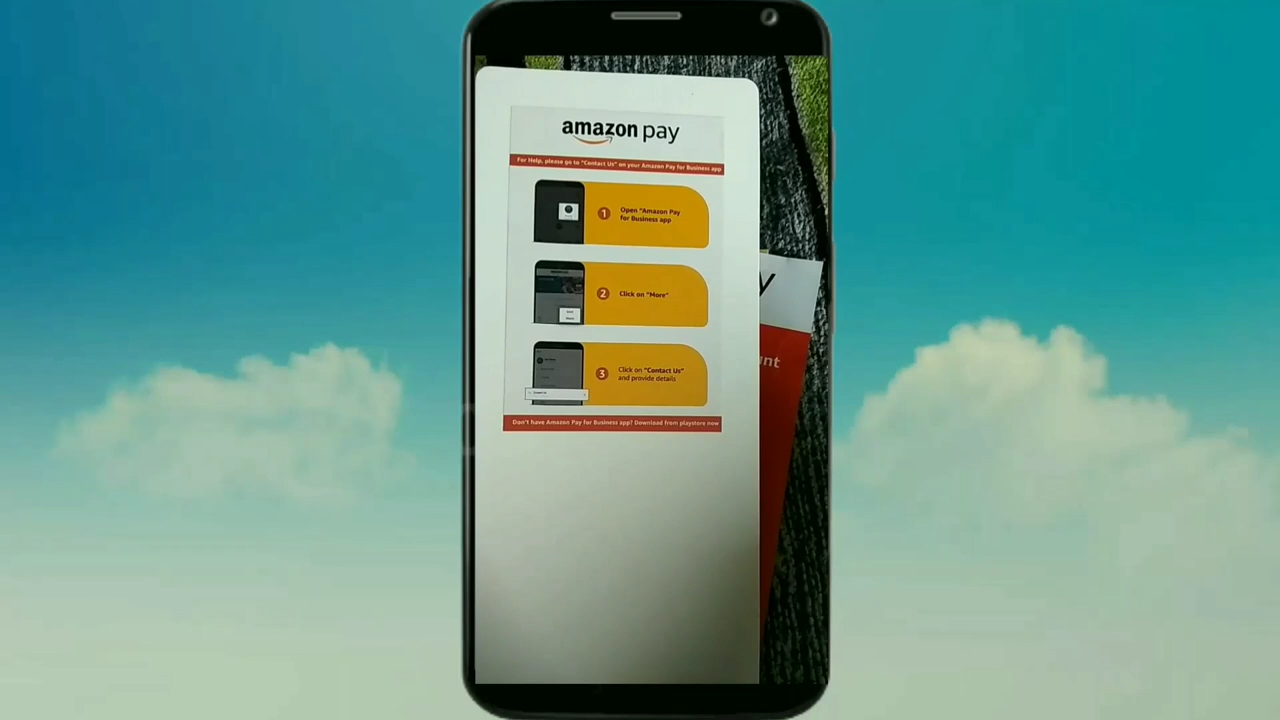 amazon pay
For Help, please go to "Contact Us" on your Amazon Pay for Business app
1
Open "Amazon Pay
for Business app
2
Click on "More"
3
Click on "Contact Us"
and provide details
Don't have Amazon Pay for Business app? Download from playstore now
y
unt